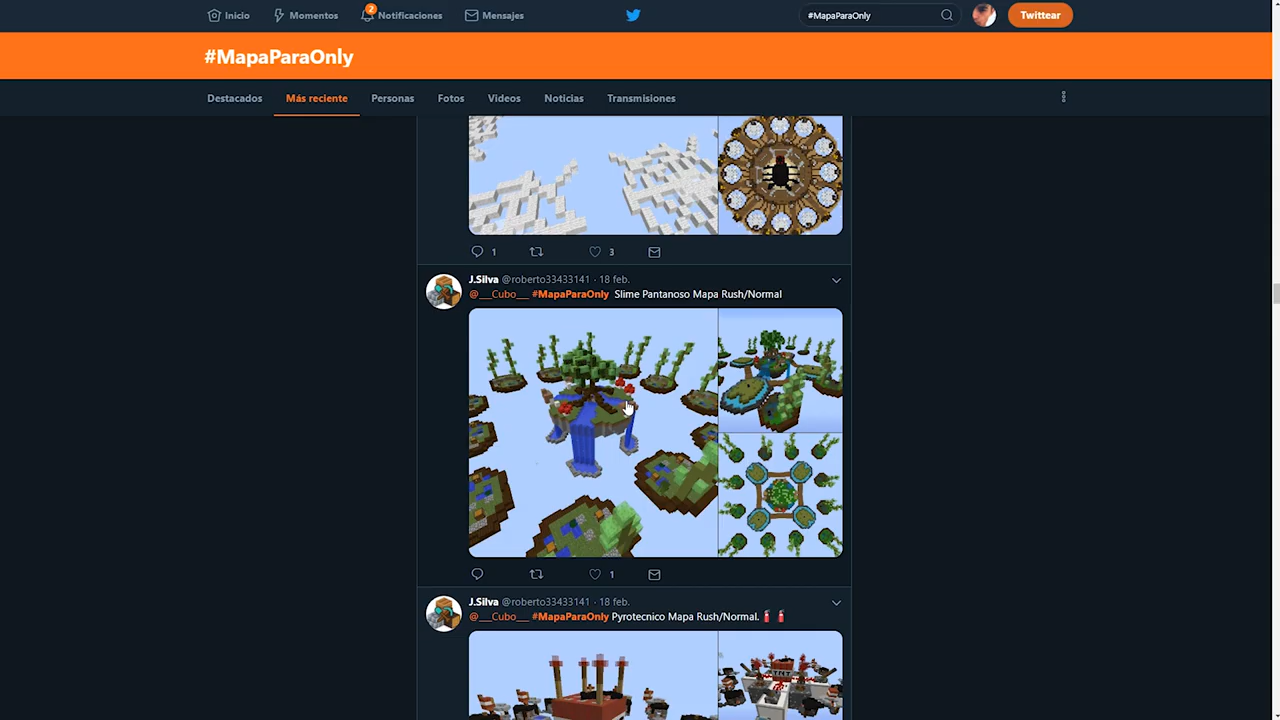 Inicio
Momentos
2
Notificaciones
Mensajes
#MapaParaOnly
Twittear
#MapaParaOnly
Destacados
Más reciente
Personas
Fotos
Videos
Noticias
Transmisiones
1
3
J.Silva @roberto33433141 · 18 feb.
@___Cubo___ #MapaParaOnly Slime Pantanoso Mapa Rush/Normal
1
J.Silva @roberto33433141 · 18 feb.
@___Cubo___ #MapaParaOnly Pyrotecnico Mapa Rush/Normal. 🧨 🧨
TNT